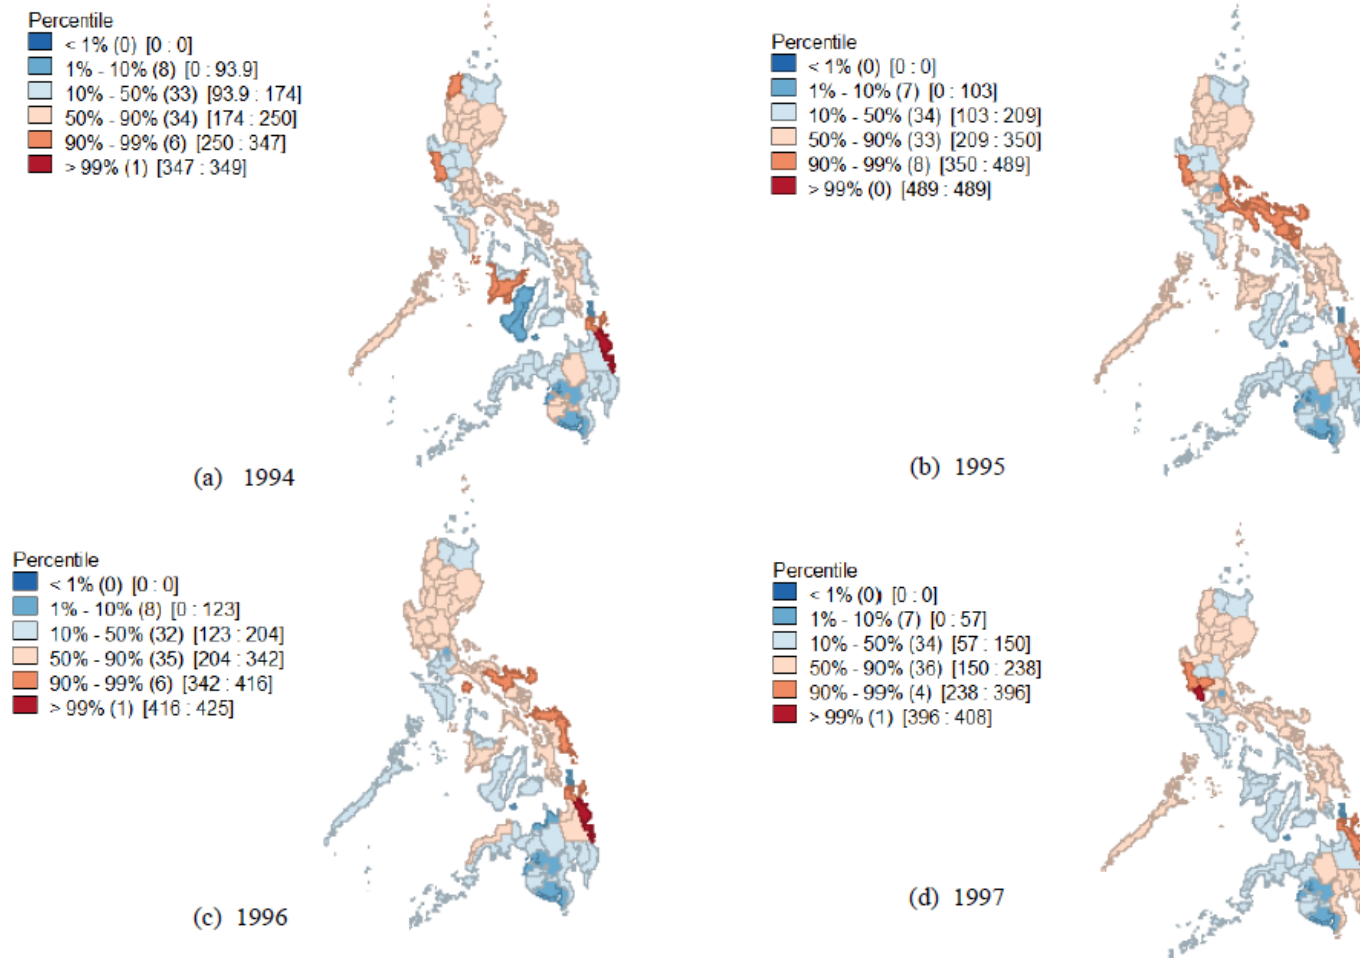 Percentile
< 1% (0) [0 : 0]
1% - 10% (8) [0 : 93.9]
10% - 50% (33) [93.9 : 174]
50% - 90% (34) [174 : 250]
90% - 99% (6) [250 : 347]
> 99% (1) [347 : 349]
(a) 1994
Percentile
< 1% (0) [0 : 0]
1% - 10% (7) [0 : 103]
10% - 50% (34) [103 : 209]
50% - 90% (33) [209 : 350]
90% - 99% (8) [350 : 489]
> 99% (0) [489 : 489]
(b) 1995
Percentile
< 1% (0) [0 : 0]
1% - 10% (8) [0 : 123]
10% - 50% (32) [123 : 204]
50% - 90% (35) [204 : 342]
90% - 99% (6) [342 : 416]
> 99% (1) [416 : 425]
(c) 1996
Percentile
< 1% (0) [0 : 0]
1% - 10% (7) [0 : 57]
10% - 50% (34) [57 : 150]
50% - 90% (36) [150 : 238]
90% - 99% (4) [238 : 396]
> 99% (1) [396 : 408]
(d) 1997